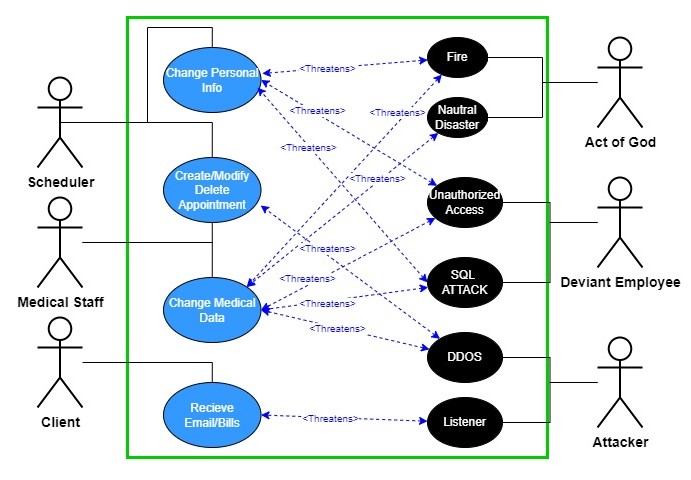 Change Personal
Info
<Threatens>
Fire
Act of God
<Threatens>
<Threatens>
Nautral
Disaster
<Threatens>
Scheduler
Create/Modify
Delete
Appointment
<Threatens>
Unauthorized
Access
Deviant Employee
Medical Staff
<Threatens>
<Threatens>
SQL
ATTACK
Change Medical
Data
<Threatens>
<Threatens>
DDOS
Client
Recieve
Email/Bills
<Threatens>
Listener
Attacker